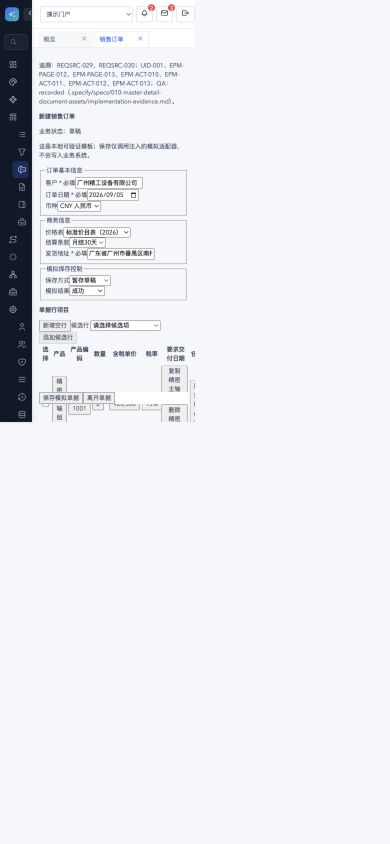 演示门户
2
3
概览
销售订单
追溯：REQSRC-029、REQSRC-030；UID-001、EPM-
PAGE-012、EPM-PAGE-013、EPM-ACT-010、EPM-
ACT-011、EPM-ACT-012、EPM-ACT-013；QA：
recorded（.specify/specs/010-master-detail-
document-assets/implementation-evidence.md）。
新建销售订单
业务状态：草稿
这是本地可验证模板；保存仅调用注入的模拟适配器，
不会写入业务系统。
订单基本信息
客户 * 必填 广州精工设备有限公司
订单日期 * 必填 2026/09/05
币种 CNY 人民币
商务信息
价格表 标准价目表（2026）
结算条款 月结30天
发货地址 * 必填 广东省广州市番禺区南村
模拟保存控制
保存方式 暂存草稿
模拟结果 成功
单据行项目
新增空行 候选行 请选择候选项
添加候选行
选择 产品 产品编码 数量 含税单价 税率 要求交付日期
精密
轴组
1001
复制
精密
主轴
删除
精密
保存模拟单据 离开单据